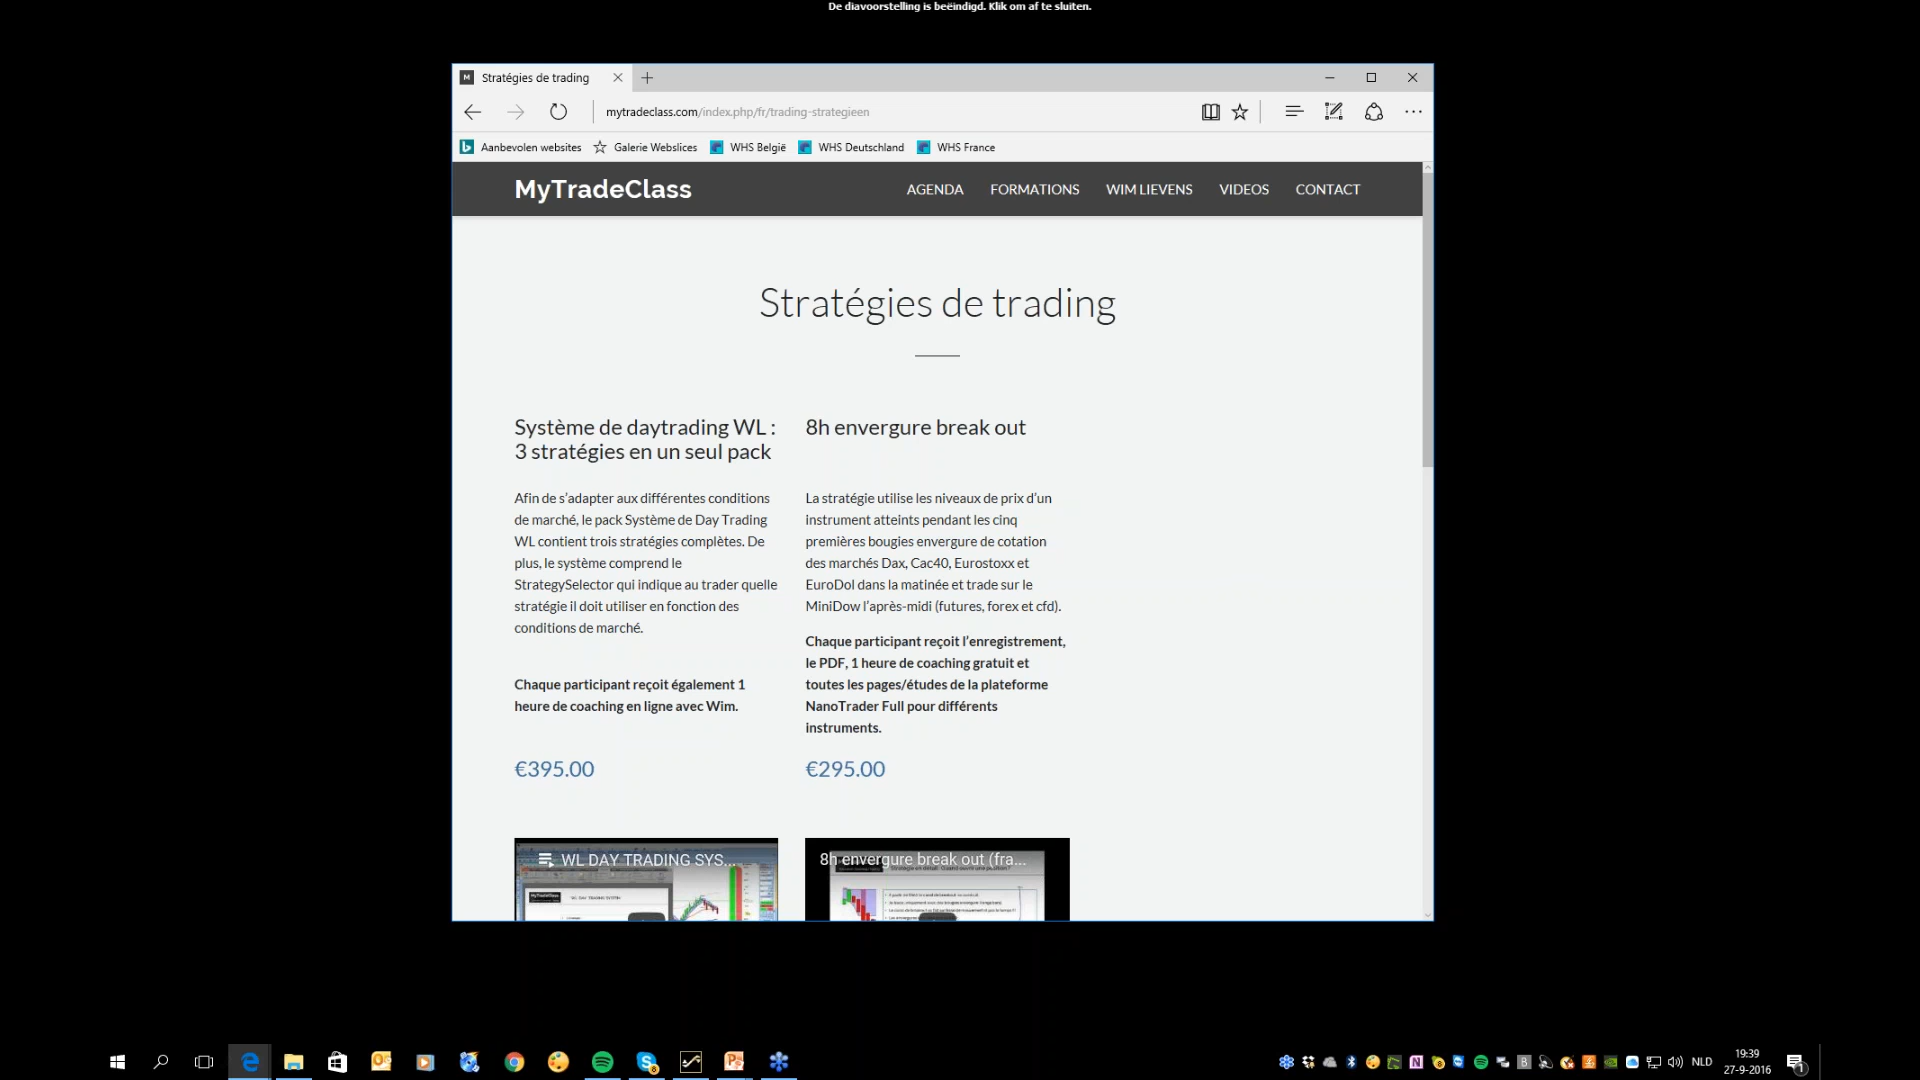 De diavoorstelling is beëindigd. Klik om af te sluiten.
M Stratégies de trading
mytradeclass.com/index.php/fr/trading-strategieen
Aanbevolen websites Galerie Webslices WHS België WHS Deutschland WHS France
MyTradeClass AGENDA FORMATIONS WIM LIEVENS VIDEOS CONTACT
Stratégies de trading
Système de daytrading WL :
3 stratégies en un seul pack
Afin de s’adapter aux différentes conditions
de marché, le pack Système de Day Trading
WL contient trois stratégies complètes. De
plus, le système comprend le
StrategySelector qui indique au trader quelle
stratégie il doit utiliser en fonction des
conditions de marché.
Chaque participant reçoit également 1
heure de coaching en ligne avec Wim.
€395.00
WL DAY TRADING SYS...
8h envergure break out
La stratégie utilise les niveaux de prix d’un
instrument atteints pendant les cinq
premières bougies envergure de cotation
des marchés Dax, Cac40, Eurostoxx et
EuroDol dans la matinée et trade sur le
MiniDow l’après-midi (futures, forex et cfd).
Chaque participant reçoit l’enregistrement,
le PDF, 1 heure de coaching gratuit et
toutes les pages/études de la plateforme
NanoTrader Full pour différents
instruments.
€295.00
8h envergure break out (fra...
NLD
19:39
27-9-2016
1